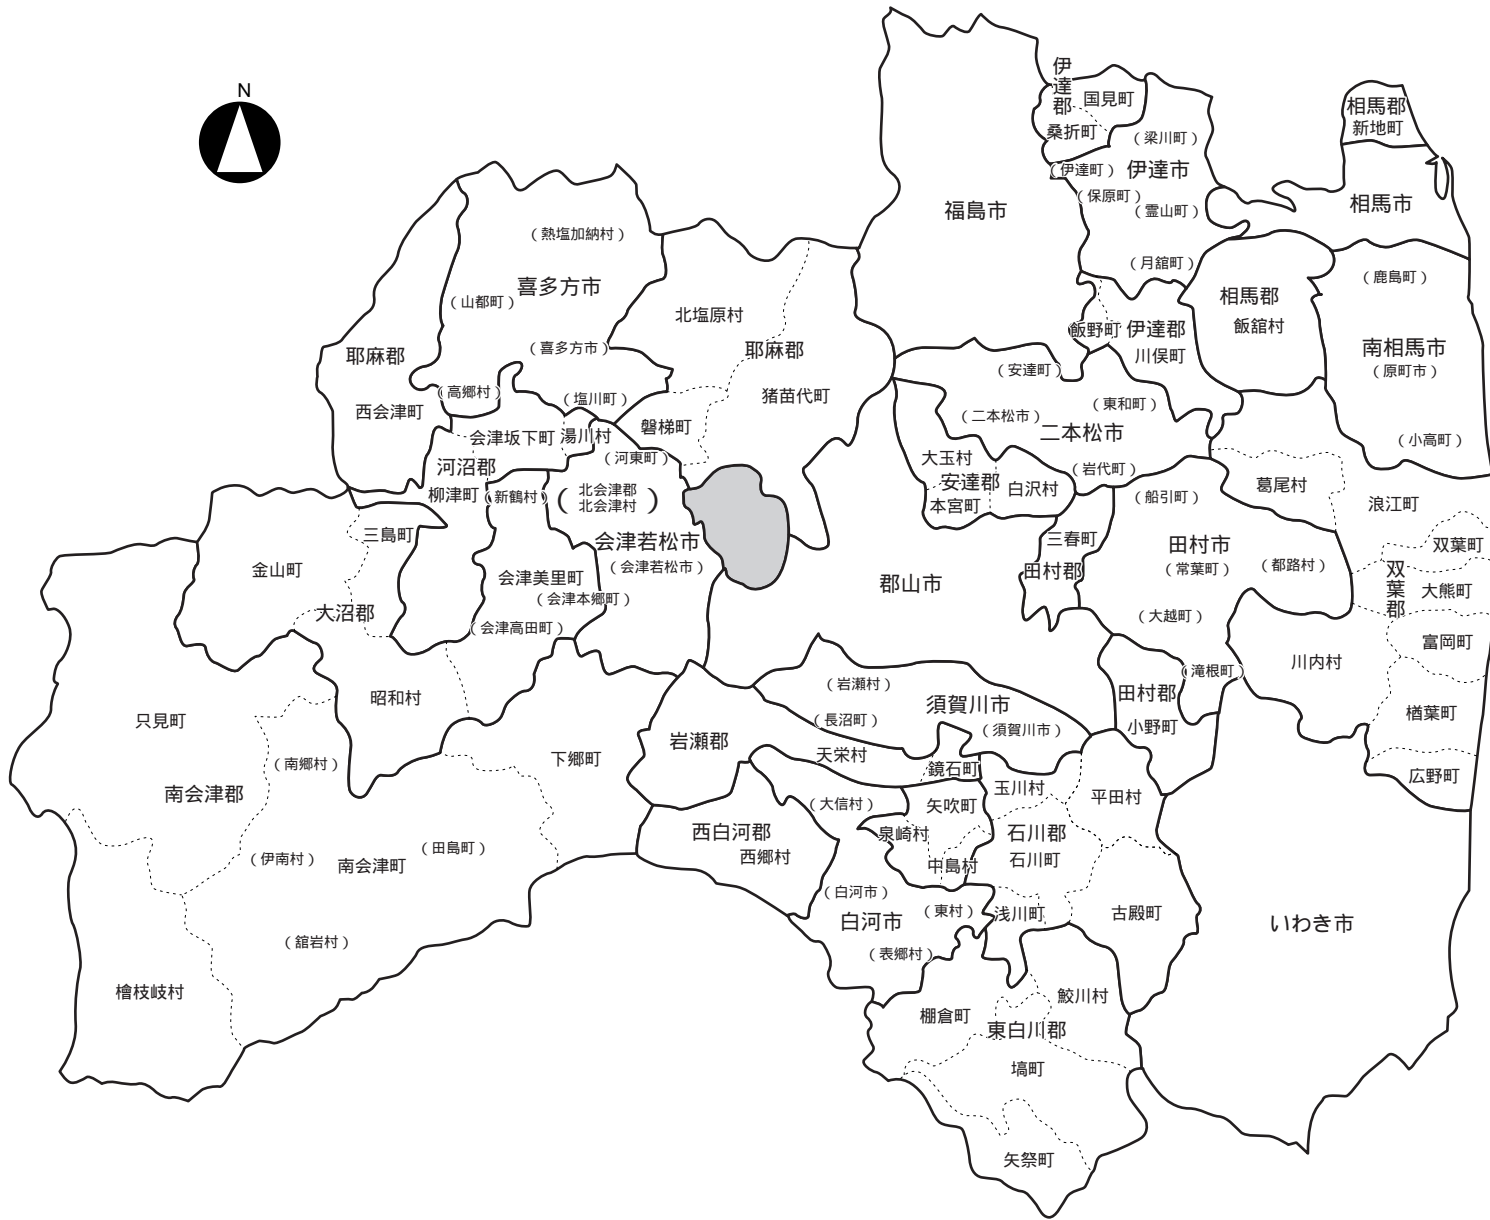 N
伊達郡
国見町
桑折町
(梁川町)
(伊達町)
伊達市
(保原町)
(霊山町)
(月舘町)
相馬郡
新地町
相馬市
福島市
(熱塩加納村)
喜多方市
(山都町)
(喜多方市)
(高郷村)
(塩川町)
北塩原村
耶麻郡
猪苗代町
磐梯町
耶麻郡
西会津町
飯野町
伊達郡
川俣町
相馬郡
飯舘村
(鹿島町)
南相馬市
(原町市)
(小高町)
(安達町)
(東和町)
(二本松市)
二本松市
(岩代町)
大玉村
安達郡
白沢村
本宮町
会津坂下町
湯川村
(河東町)
河沼郡
柳津町
(新鶴村)
(北会津郡
北会津村)
会津若松市
(会津若松市)
三島町
金山町
大沼郡
会津美里町
(会津本郷町)
(会津高田町)
昭和村
葛尾村
浪江町
双葉町
双葉郡
大熊町
富岡町
楢葉町
広野町
川内村
(船引町)
田村市
(常葉町)
(都路村)
(大越町)
(滝根町)
三春町
田村郡
郡山市
田村郡
小野町
(岩瀬村)
須賀川市
(長沼町)
(須賀川市)
岩瀬郡
天栄村
鏡石町
只見町
(南郷村)
南会津郡
下郷町
(田島町)
(伊南村)
南会津町
(舘岩村)
檜枝岐村
西白河郡
西郷村
(大信村)
矢吹町
泉崎村
中島村
(白河市)
白河市
(東村)
(表郷村)
玉川村
平田村
石川郡
石川町
浅川町
古殿町
いわき市
鮫川村
棚倉町
東白川郡
塙町
矢祭町